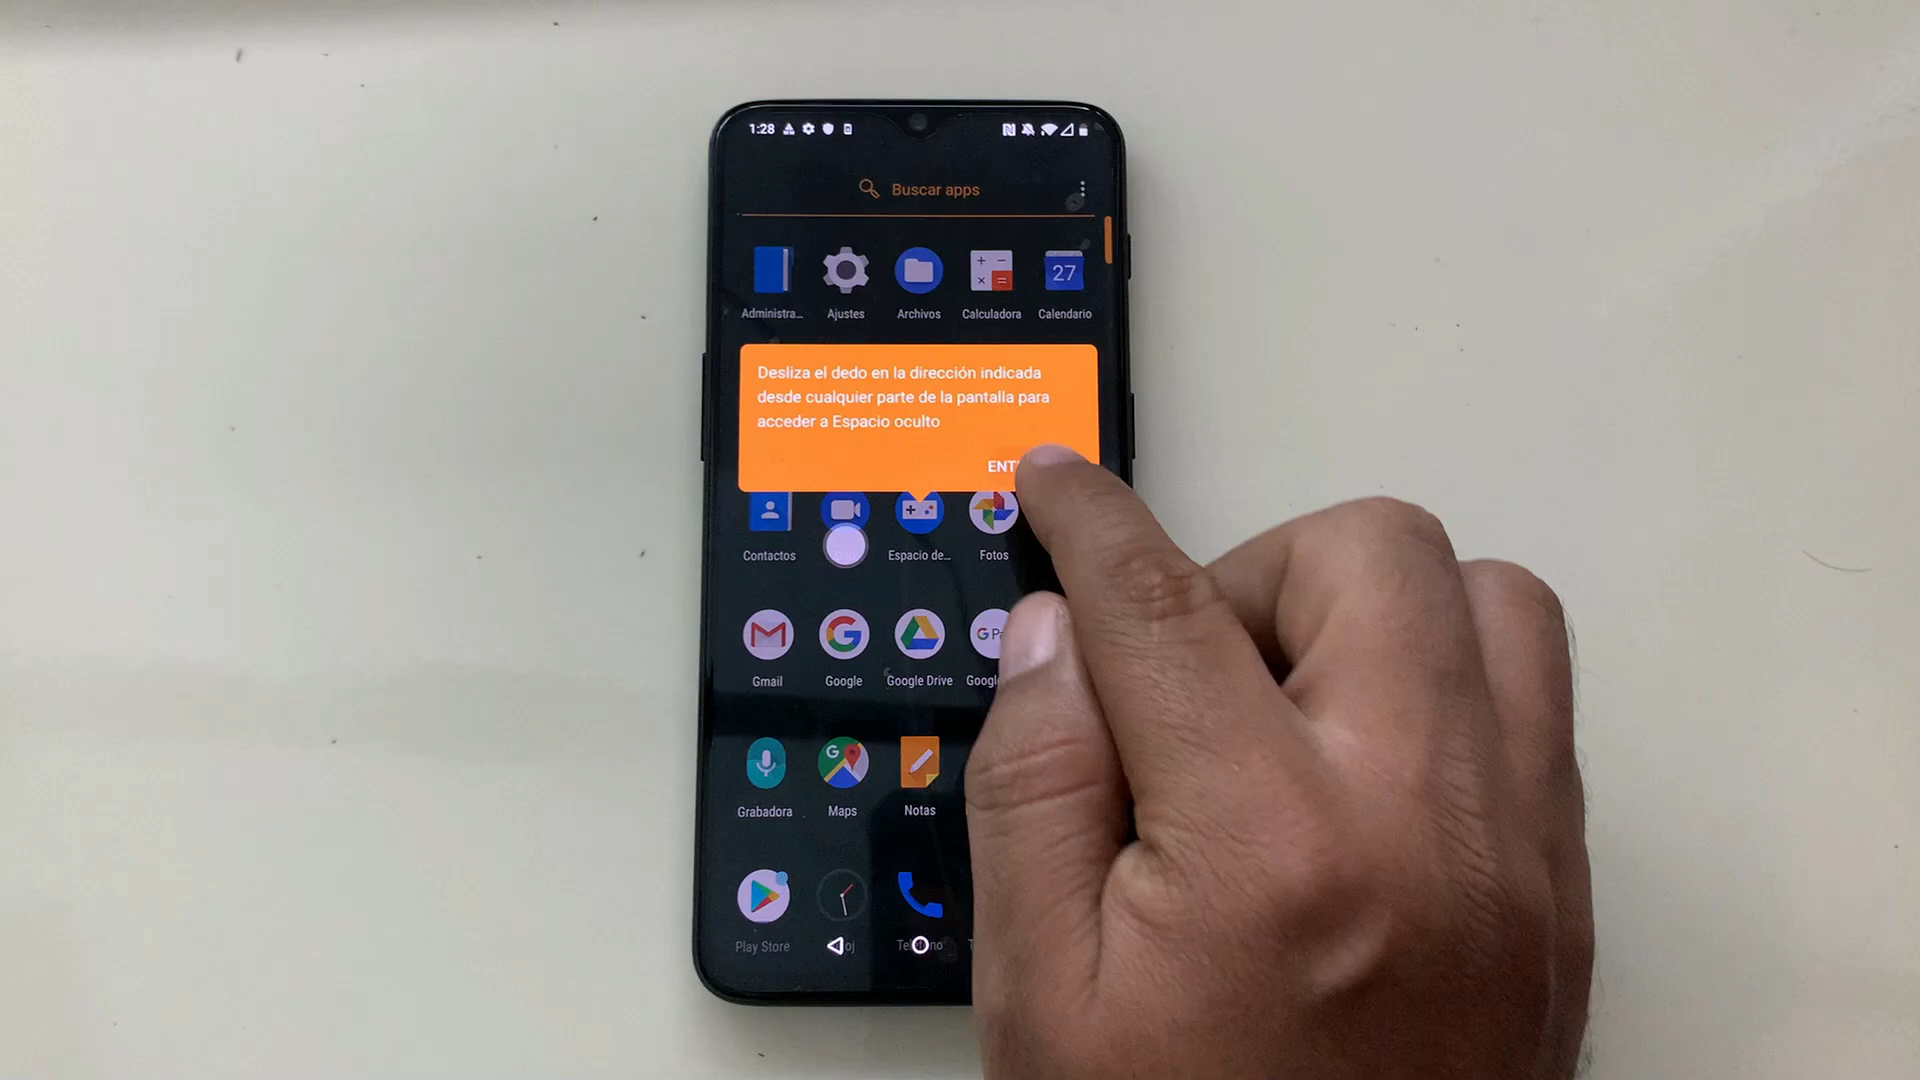 1:28
Buscar apps
27
Administra...
Ajustes
Archivos
Calculadora
Calendario
Desliza el dedo en la dirección indicada
desde cualquier parte de la pantalla para
acceder a Espacio oculto
Contactos
Espacio de...
Fotos
Gmail
Google
Google Drive
Grabadora
Maps
Notas
Play Store